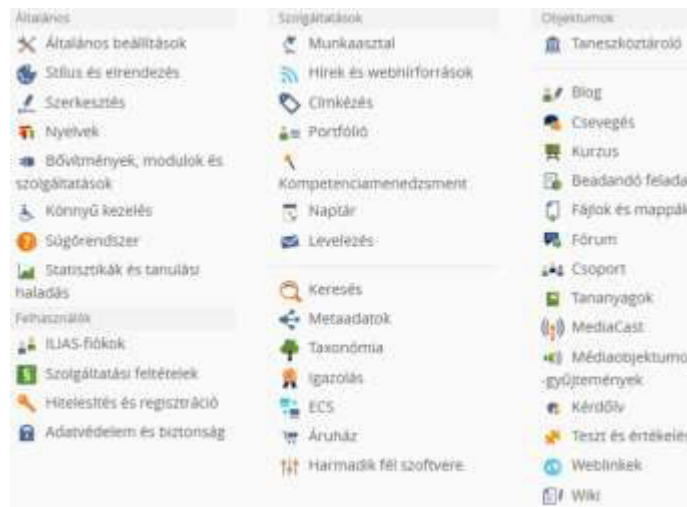 Általános
Általános beállítások
Stílus és elrendezés
Szerkesztés
Nyelvek
Bővítmények, modulok és
szolgáltatások
Könnyű kezelés
Súgórendszer
Statisztikák és tanulási
haladás
Felhasználók
ILIAS-fiókok
Szolgáltatási feltételek
Hitelesítés és regisztráció
Adatvédelem és biztonság
Szolgáltatások
Munkaasztal
Hírek és webhírforrások
Címkézés
Portfólió
Kompetenciamenedzsment
Naptár
Levelezés
Keresés
Metaadatok
Taxonómia
Igazolás
ECS
Áruház
Harmadik fél szoftvere
Objektumok
Taneszköztároló
Blog
Csevegés
Kurzus
Beadandó felada
Fájlok és mappák
Fórum
Csoport
Tananyagok
MediaCast
Médiaobjektumo
-gyűjtemények
Kérdőív
Teszt és értékelés
Weblinkek
Wiki